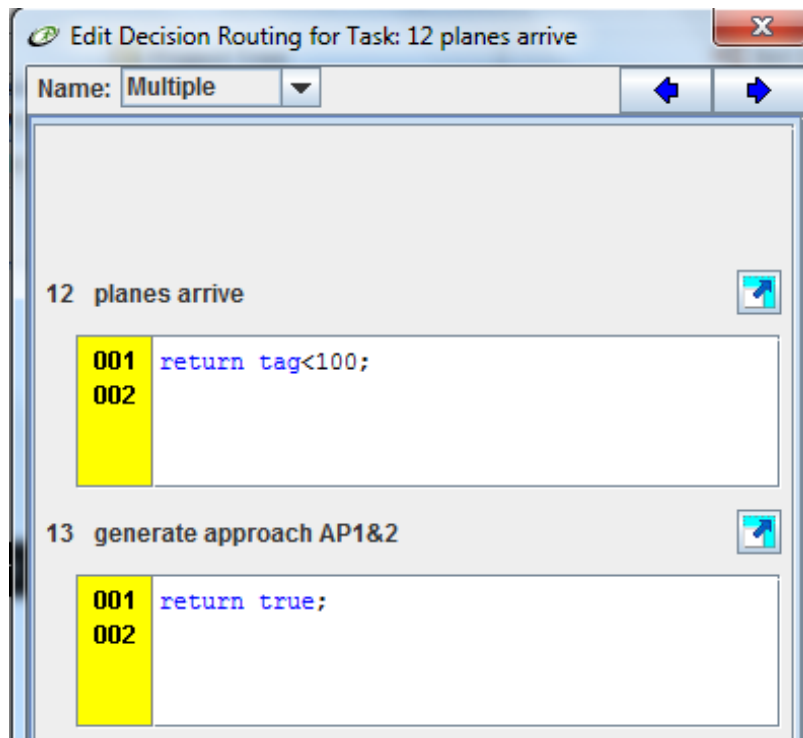 Edit Decision Routing for Task: 12 planes arrive
Name: Multiple
12 planes arrive
001 return tag<100;
002
13 generate approach AP1&2
001 return true;
002